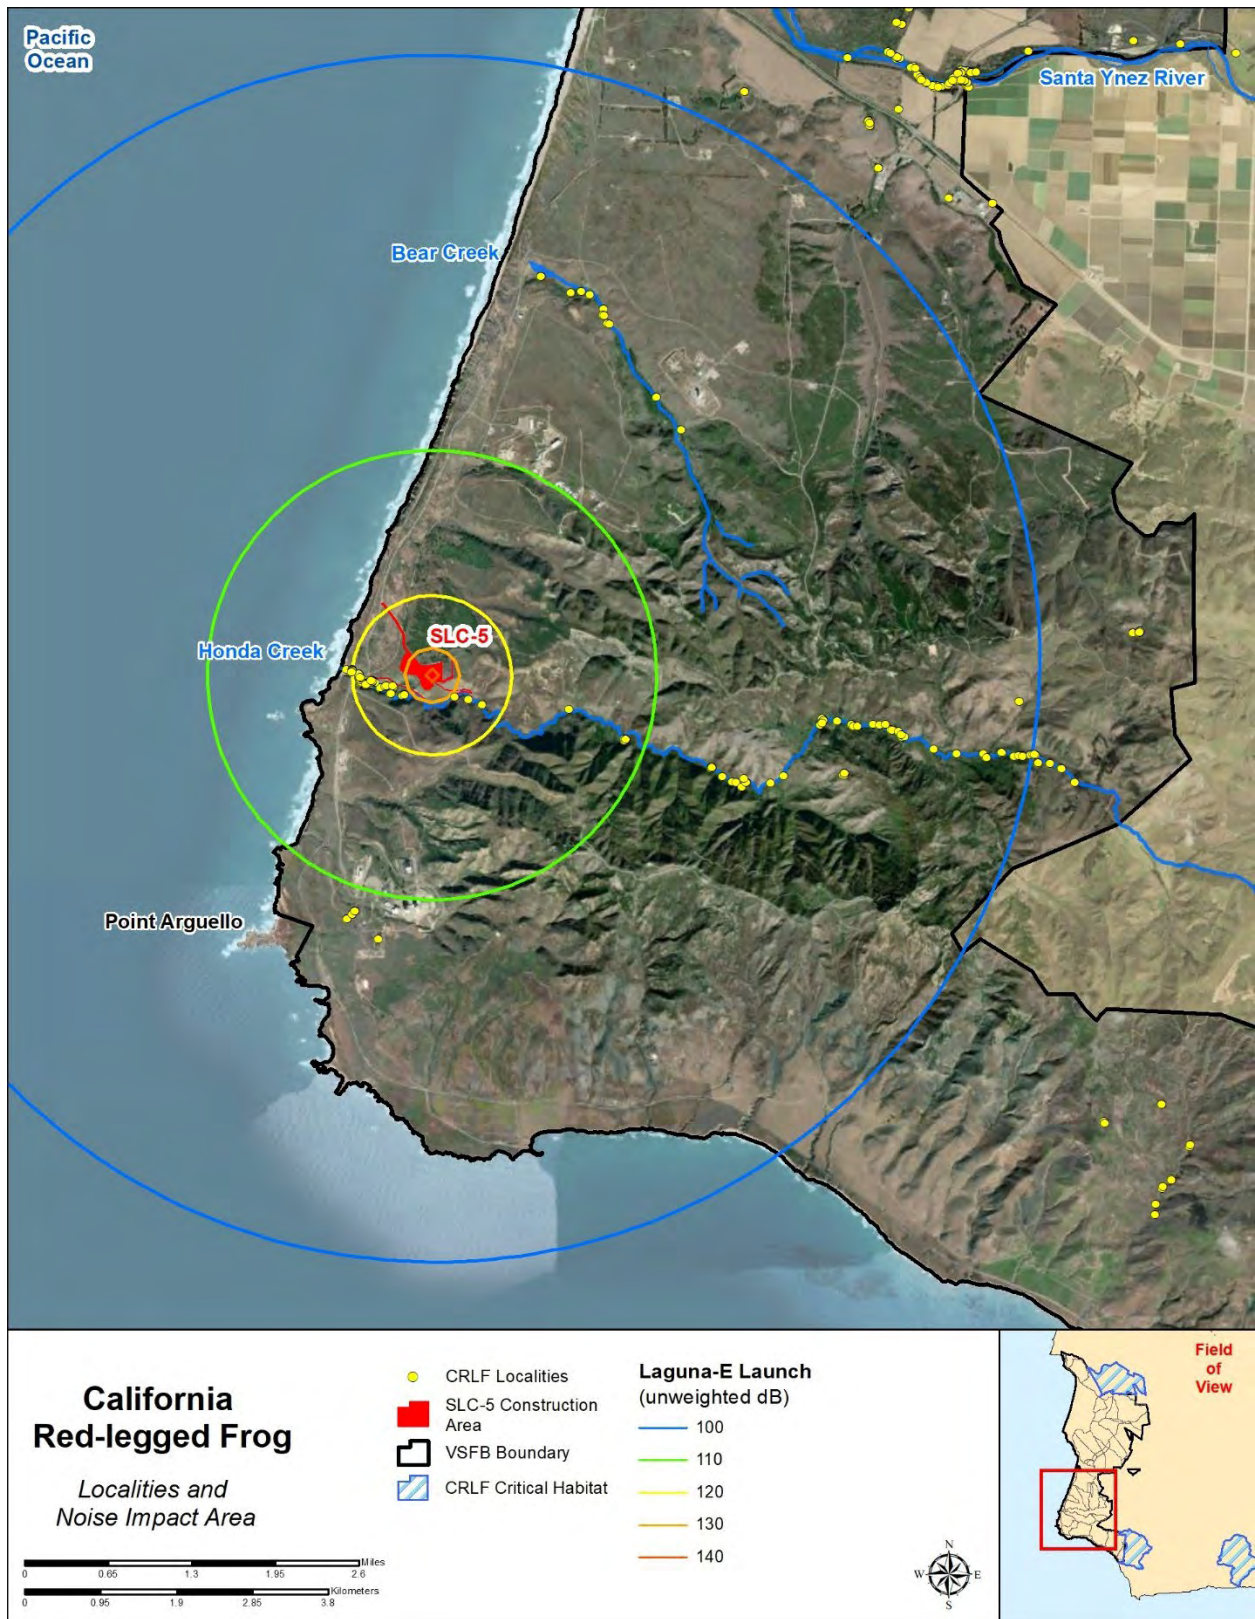 Pacific
Ocean
Santa Ynez River
Bear Creek
SLC-5
Honda Creek
Point Arguello
California
Red-legged Frog
Localities and
Noise Impact Area
Miles
0 0.65 1.3 1.95 2.6
Kilometers
0 0.95 1.9 2.85 3.8
CRLF Localities
SLC-5 Construction
Area
VSFB Boundary
CRLF Critical Habitat
Laguna-E Launch
(unweighted dB)
100
110
120
130
140
N
W E
S
Field
of
View